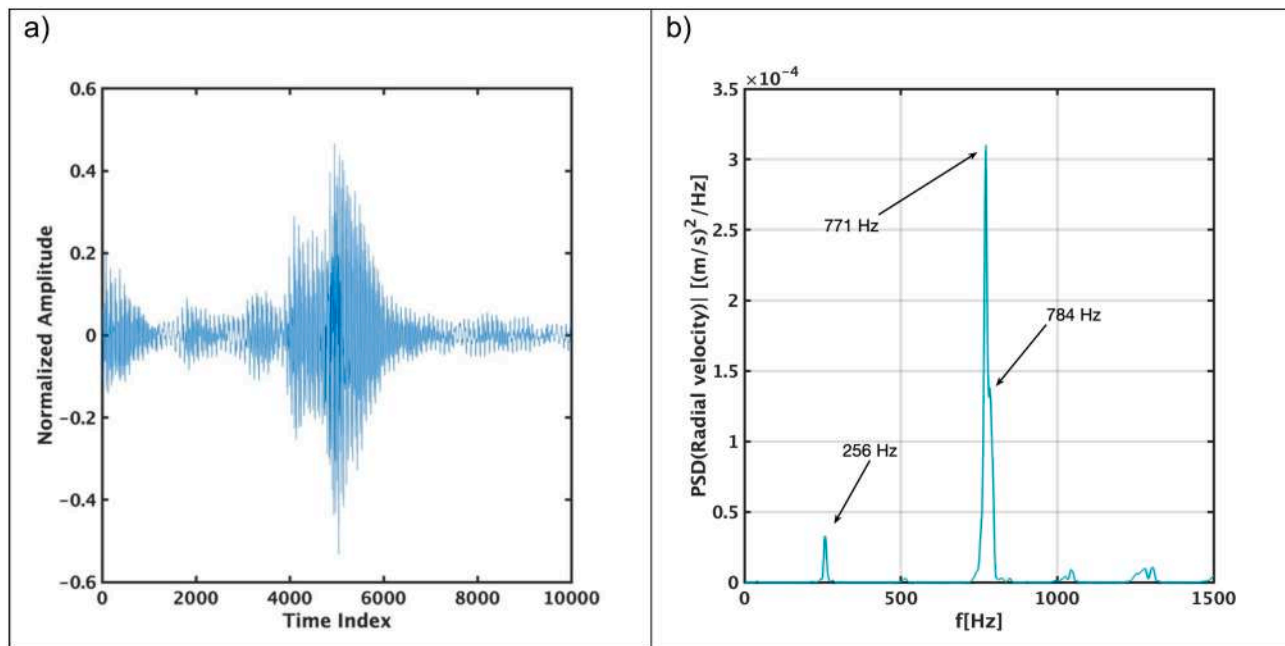 a)
0.6
0.4
0.2
0
−0.2
−0.4
−0.6
Normalized Amplitude
0 2000 4000 6000 8000 10000
Time Index
b)
×10−4
3.5
3
2.5
2
1.5
1
0.5
0
PSD(Radial velocity)| [(m/s)2/Hz]
771 Hz
784 Hz
256 Hz
0 500 1000 1500
f[Hz]